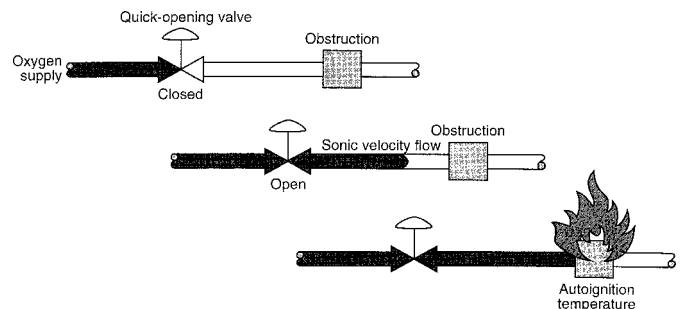 Quick-opening valve
Obstruction
Oxygen
supply
Closed
Obstruction
Sonic velocity flow
Open
Autoignition
temperature